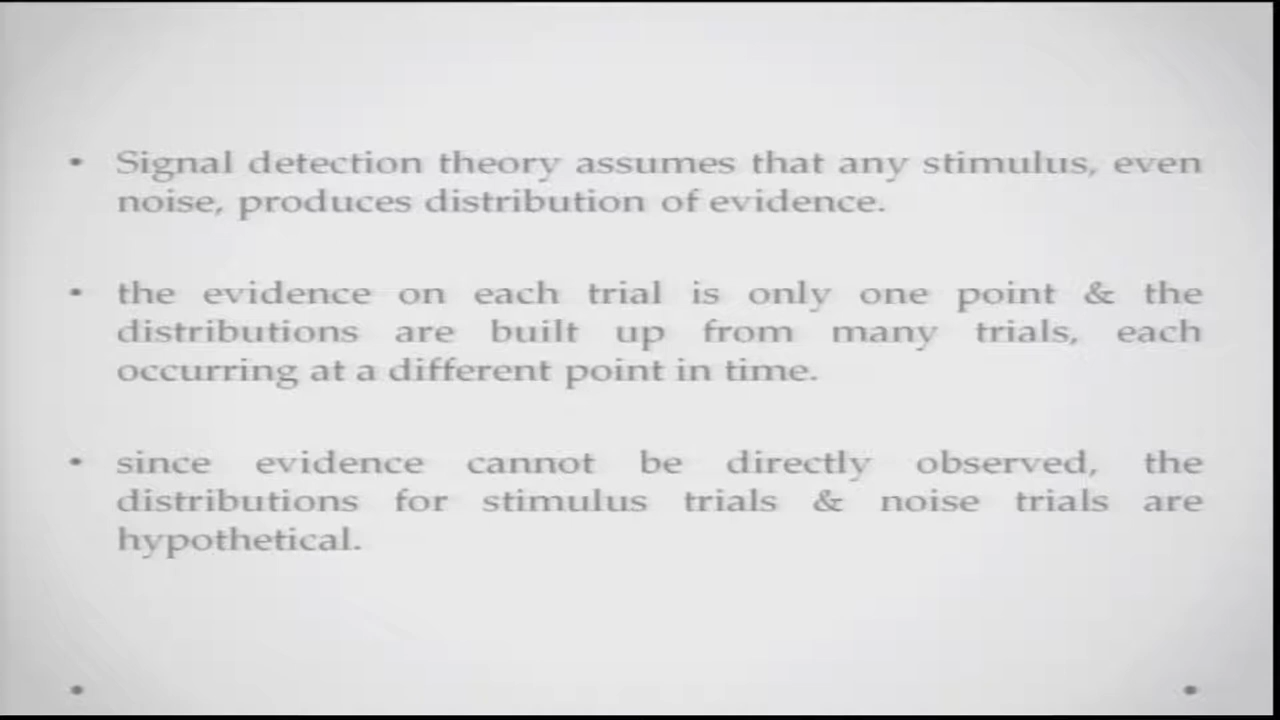 • Signal detection theory assumes that any stimulus, even
noise, produces distribution of evidence.
• the evidence on each trial is only one point & the
distributions are built up from many trials, each
occurring at a different point in time.
• since evidence cannot be directly observed, the
distributions for stimulus trials & noise trials are
hypothetical.